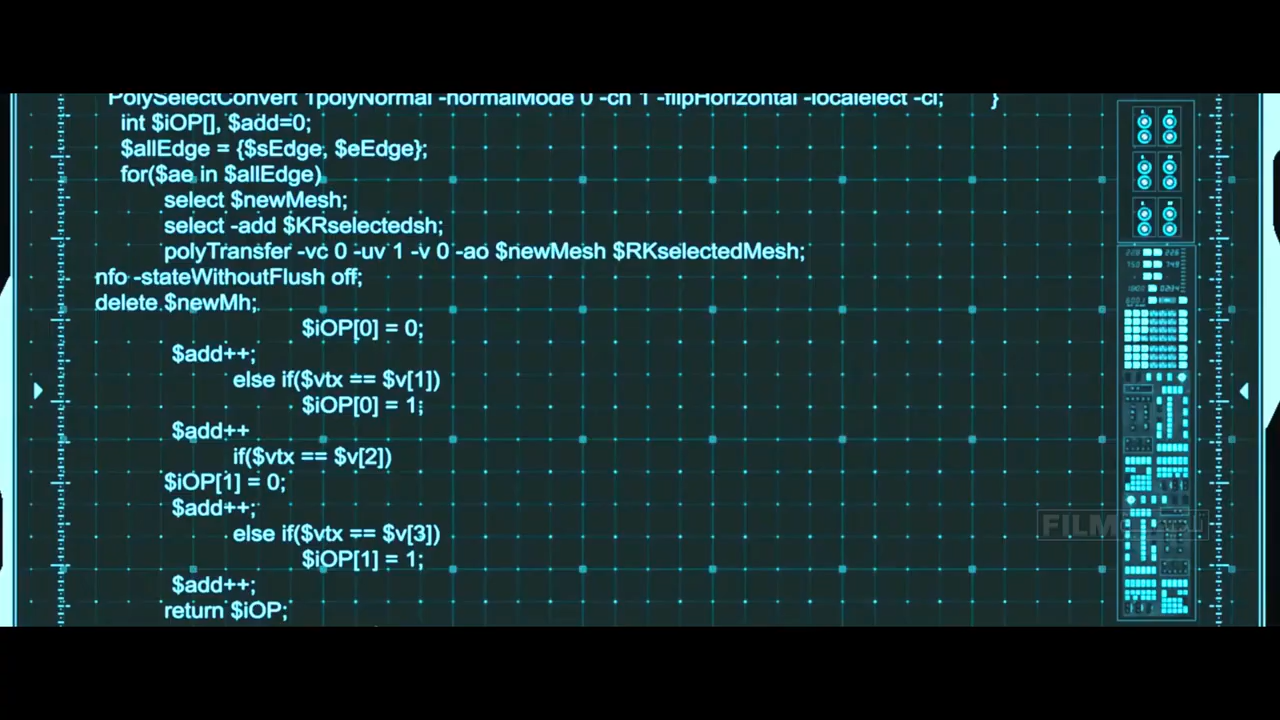 PolySelectConvert 1polyNormal -normalMode 0 -ch 1 -flipHorizontal -localelect -cl; }
int $iOP[], $add=0;
$allEdge = {$sEdge, $eEdge};
for($ae in $allEdge)
select $newMesh;
select -add $KRselectedsh;
polyTransfer -vc 0 -uv 1 -v 0 -ao $newMesh $RKselectedMesh;
nfo -stateWithoutFlush off;
delete $newMh;
$iOP[0] = 0;
$add++;
else if($vtx == $v[1])
$iOP[0] = 1;
$add++
if($vtx == $v[2])
$iOP[1] = 0;
$add++;
else if($vtx == $v[3])
$iOP[1] = 1;
$add++;
return $iOP;